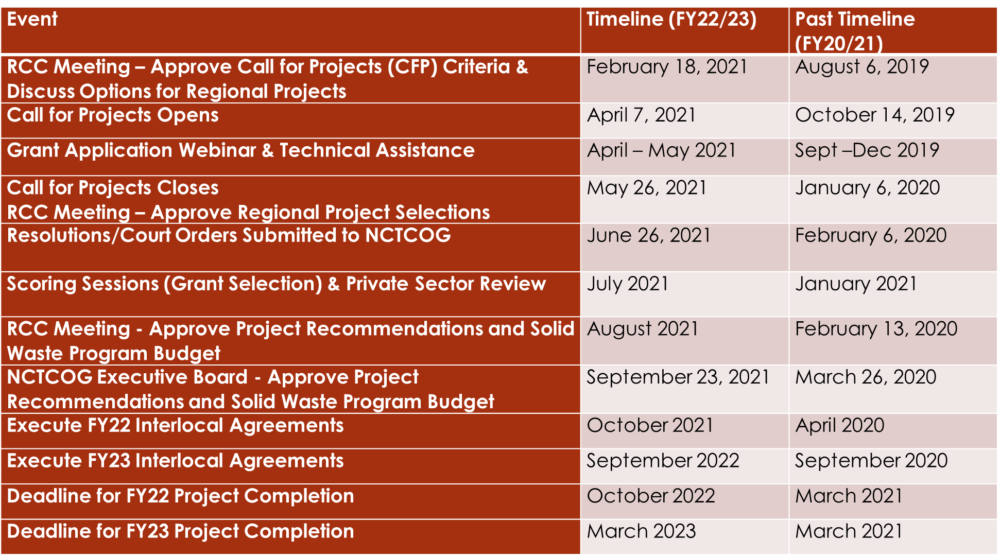 Event
Timeline (FY22/23)
Past Timeline
(FY20/21)
RCC Meeting – Approve Call for Projects (CFP) Criteria &
Discuss Options for Regional Projects
February 18, 2021
August 6, 2019
Call for Projects Opens
April 7, 2021
October 14, 2019
Grant Application Webinar & Technical Assistance
April – May 2021
Sept –Dec 2019
Call for Projects Closes
RCC Meeting – Approve Regional Project Selections
May 26, 2021
January 6, 2020
Resolutions/Court Orders Submitted to NCTCOG
June 26, 2021
February 6, 2020
Scoring Sessions (Grant Selection) & Private Sector Review
July 2021
January 2021
RCC Meeting - Approve Project Recommendations and Solid
Waste Program Budget
August 2021
February 13, 2020
NCTCOG Executive Board - Approve Project
Recommendations and Solid Waste Program Budget
September 23, 2021
March 26, 2020
Execute FY22 Interlocal Agreements
October 2021
April 2020
Execute FY23 Interlocal Agreements
September 2022
September 2020
Deadline for FY22 Project Completion
October 2022
March 2021
Deadline for FY23 Project Completion
March 2023
March 2021